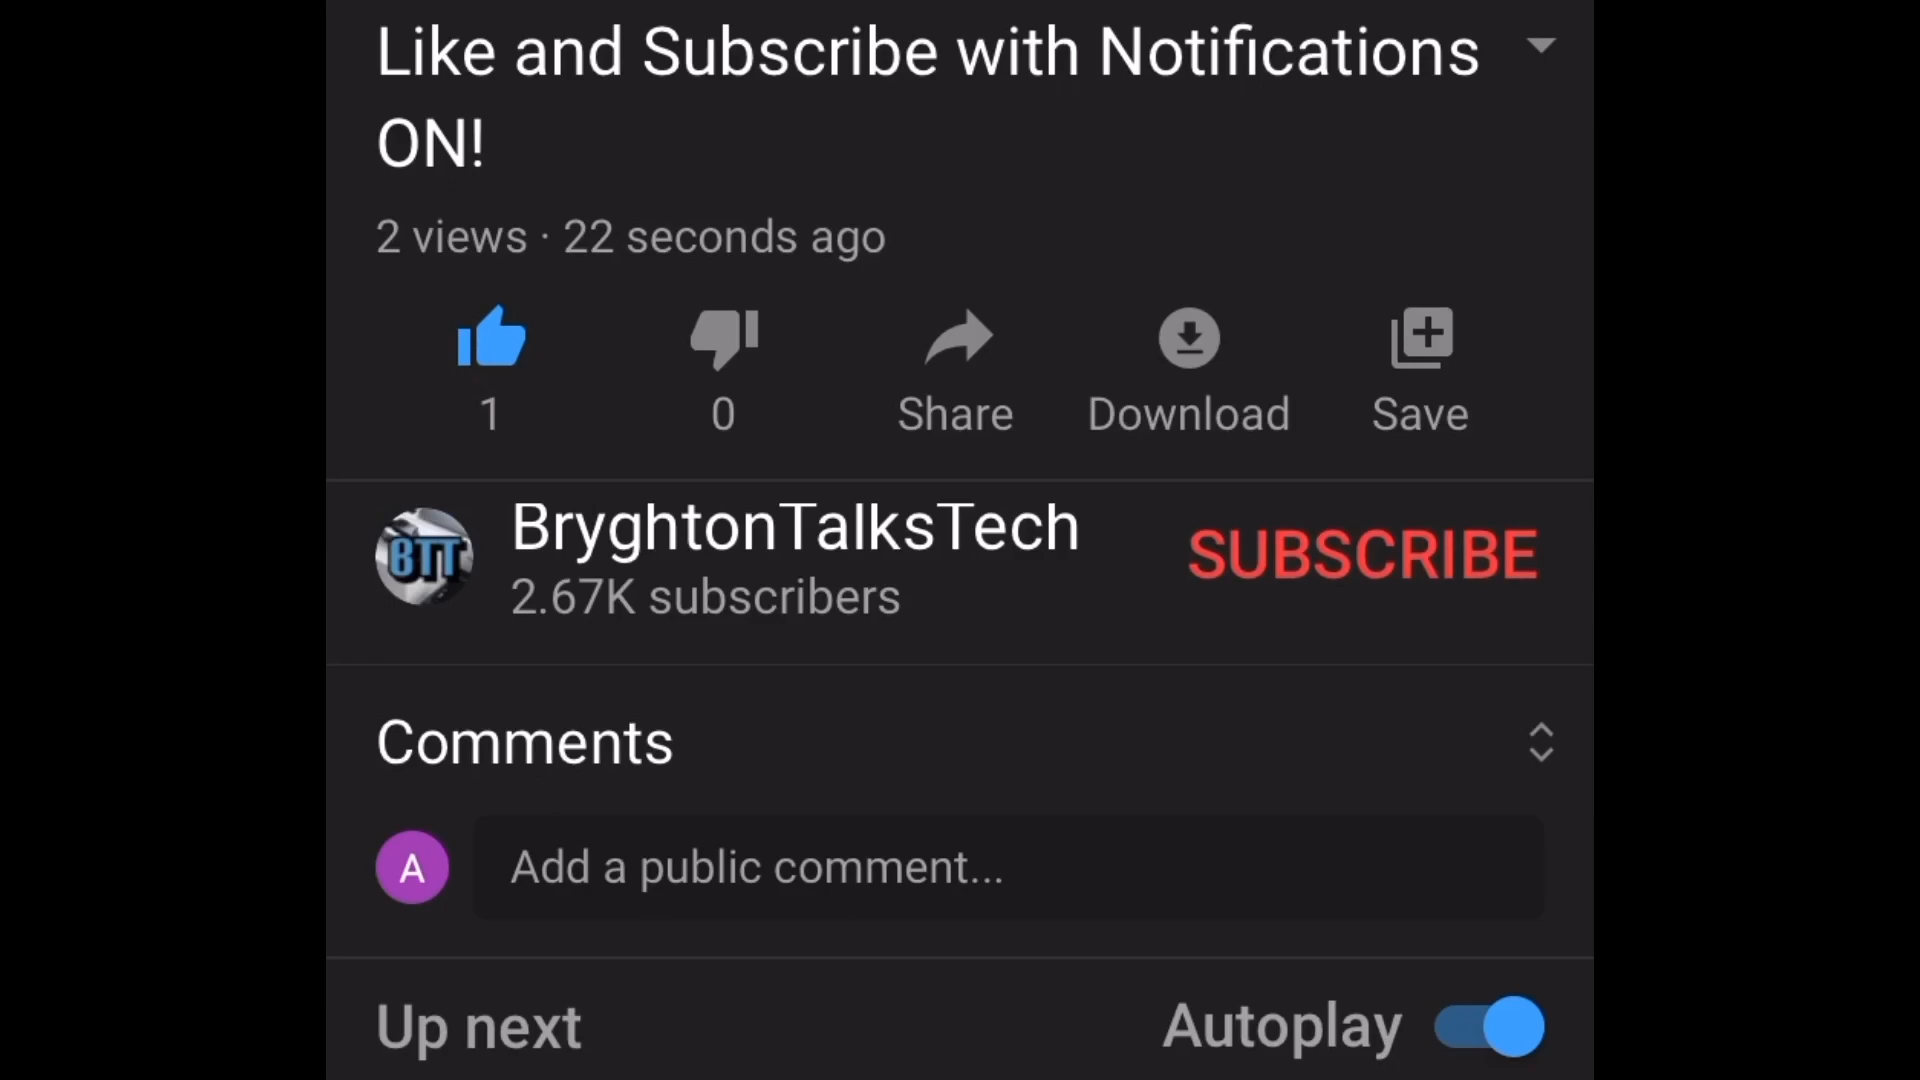 Like and Subscribe with Notifications
ON!
2 views · 22 seconds ago
1
0
Share
Download
Save
BTT
BryghtonTalksTech
2.67K subscribers
SUBSCRIBE
Comments
A
Add a public comment...
Up next
Autoplay